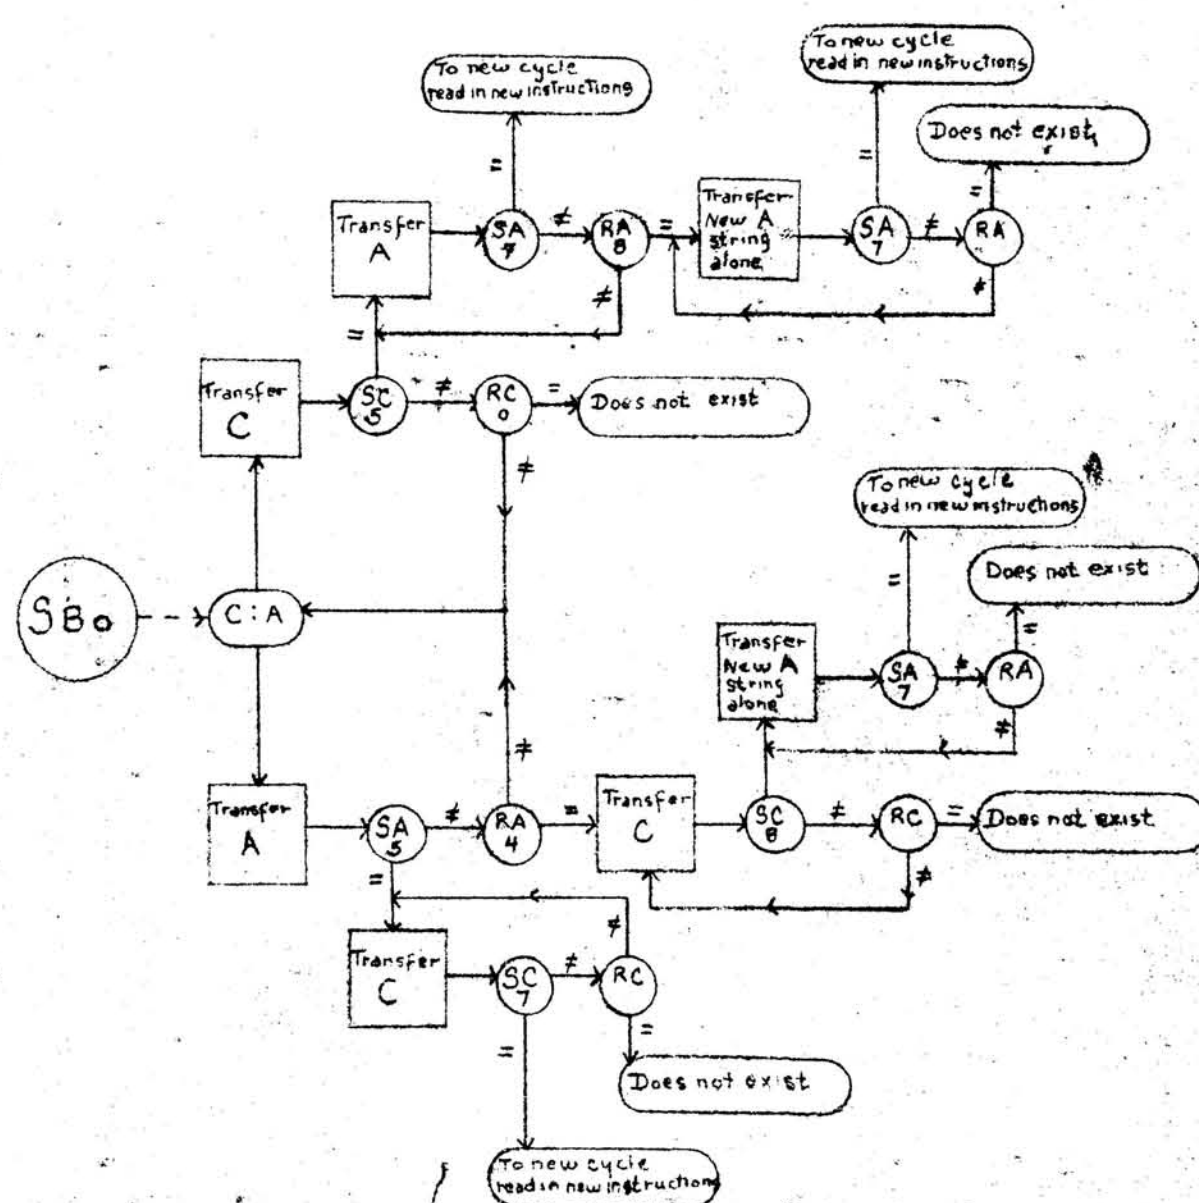 To new cycle
read in new instructions
To new cycle
read in new instructions
Does not exist
=
=
=
Transfer
A
SA
7
≠
RA
8
=
Transfer
New A
string
alone
SA
7
≠
RA
≠
≠
=
Transfer
C
SC
5
≠
RC
0
=
Does not exist
≠
To new cycle
read in new instructions
Does not exist
=
=
SB0
C:A
Transfer
New A
string
alone
SA
7
≠
RA
≠
≠
Transfer
A
SA
5
≠
RA
4
=
Transfer
C
SC
8
≠
RC
=
Does not exist
=
≠
≠
Transfer
C
SC
7
≠
RC
=
=
Does not exist
To new cycle
read in new instructions